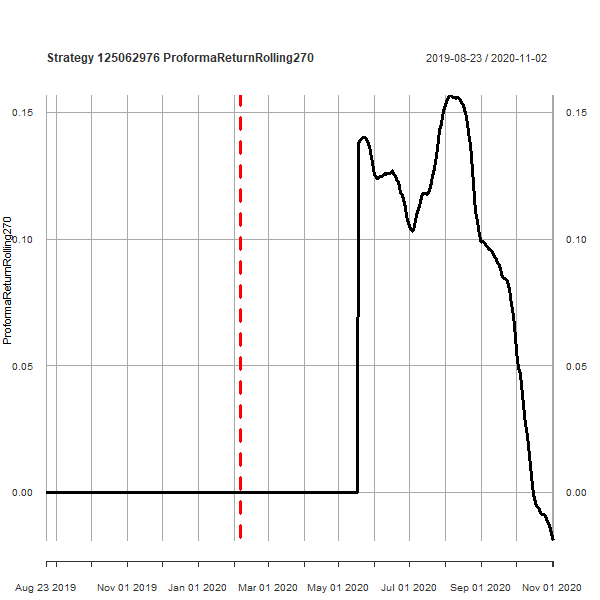 Strategy 125062976 ProformaReturnRolling270
2019-08-23 / 2020-11-02
ProformaReturnRolling270
0.15
0.10
0.05
0.00
0.15
0.10
0.05
0.00
Aug 23 2019
Nov 01 2019
Jan 01 2020
Mar 01 2020
May 01 2020
Jul 01 2020
Sep 01 2020
Nov 01 2020